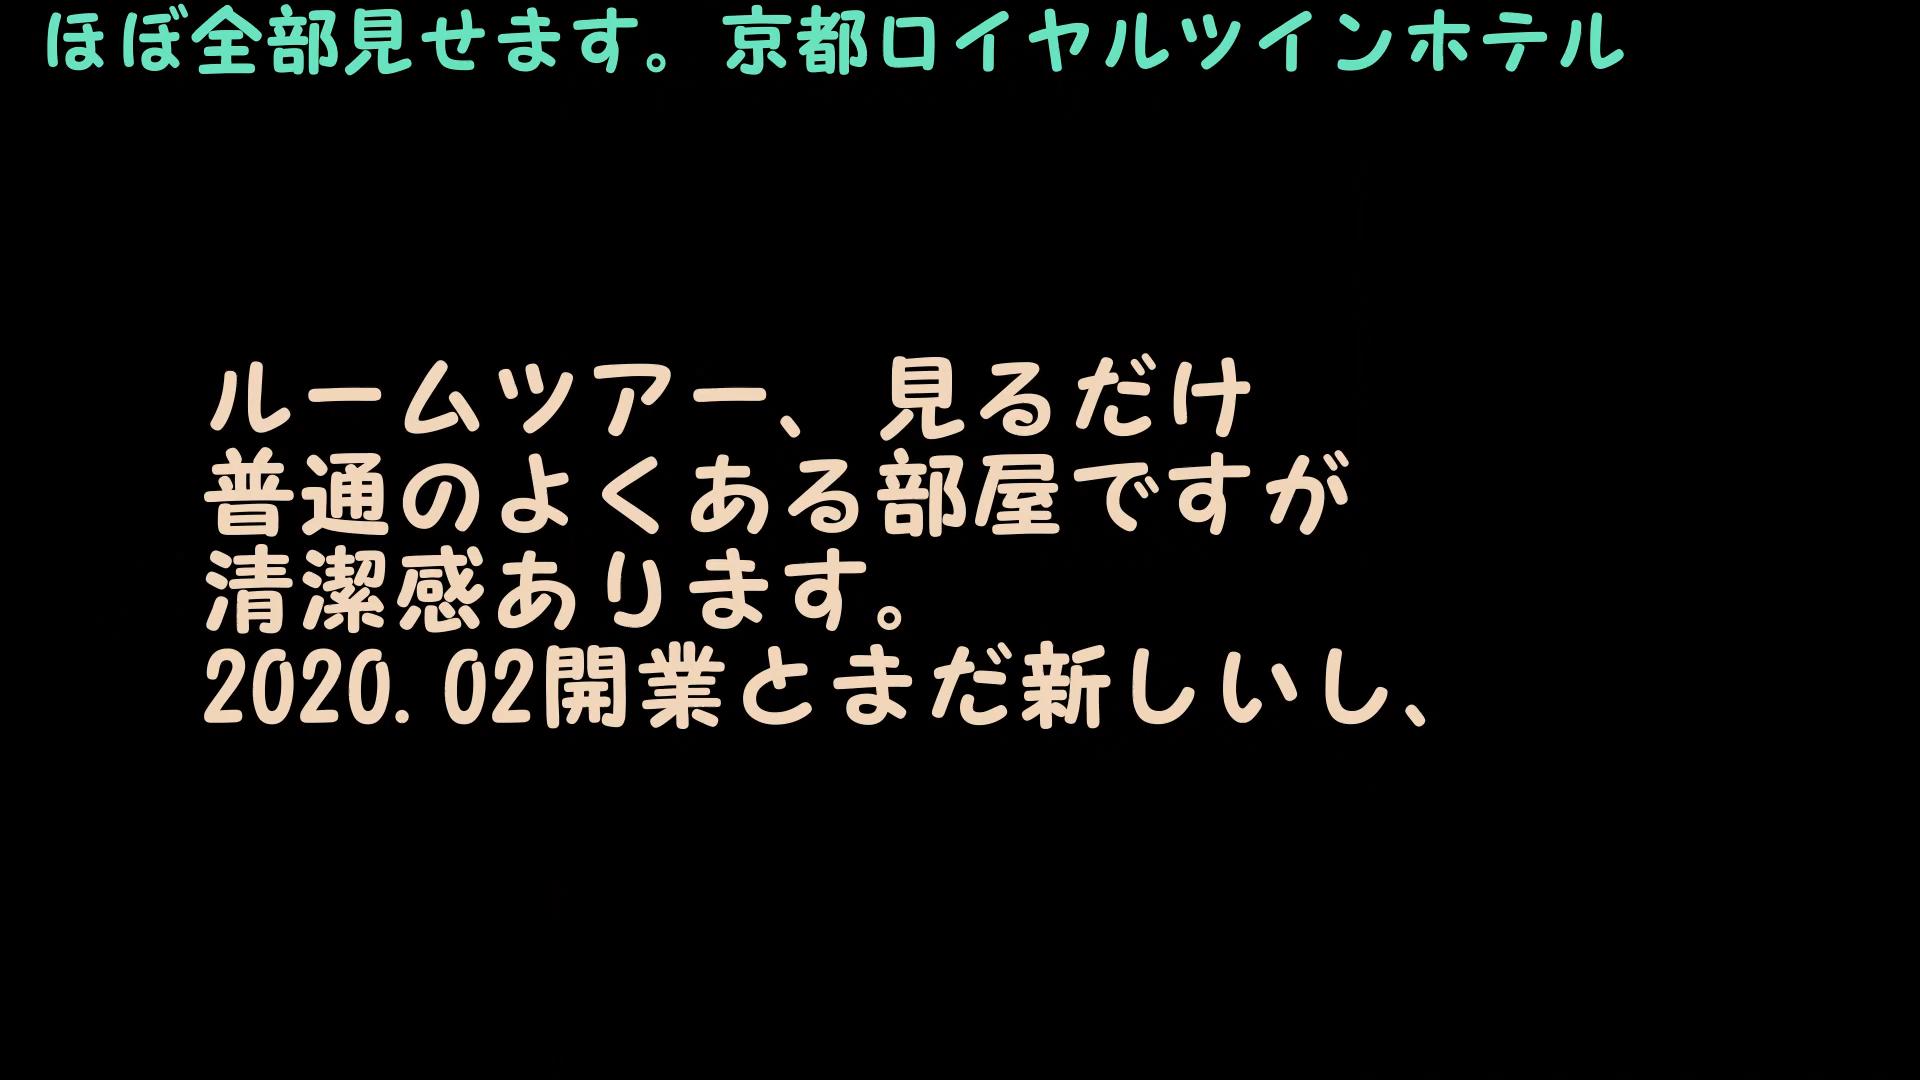 ほぼ全部見せます。京都ロイヤルツインホテル
ルームツアー、見るだけ
普通のよくある部屋ですが
清潔感あります。
2020.02開業とまだ新しいし、